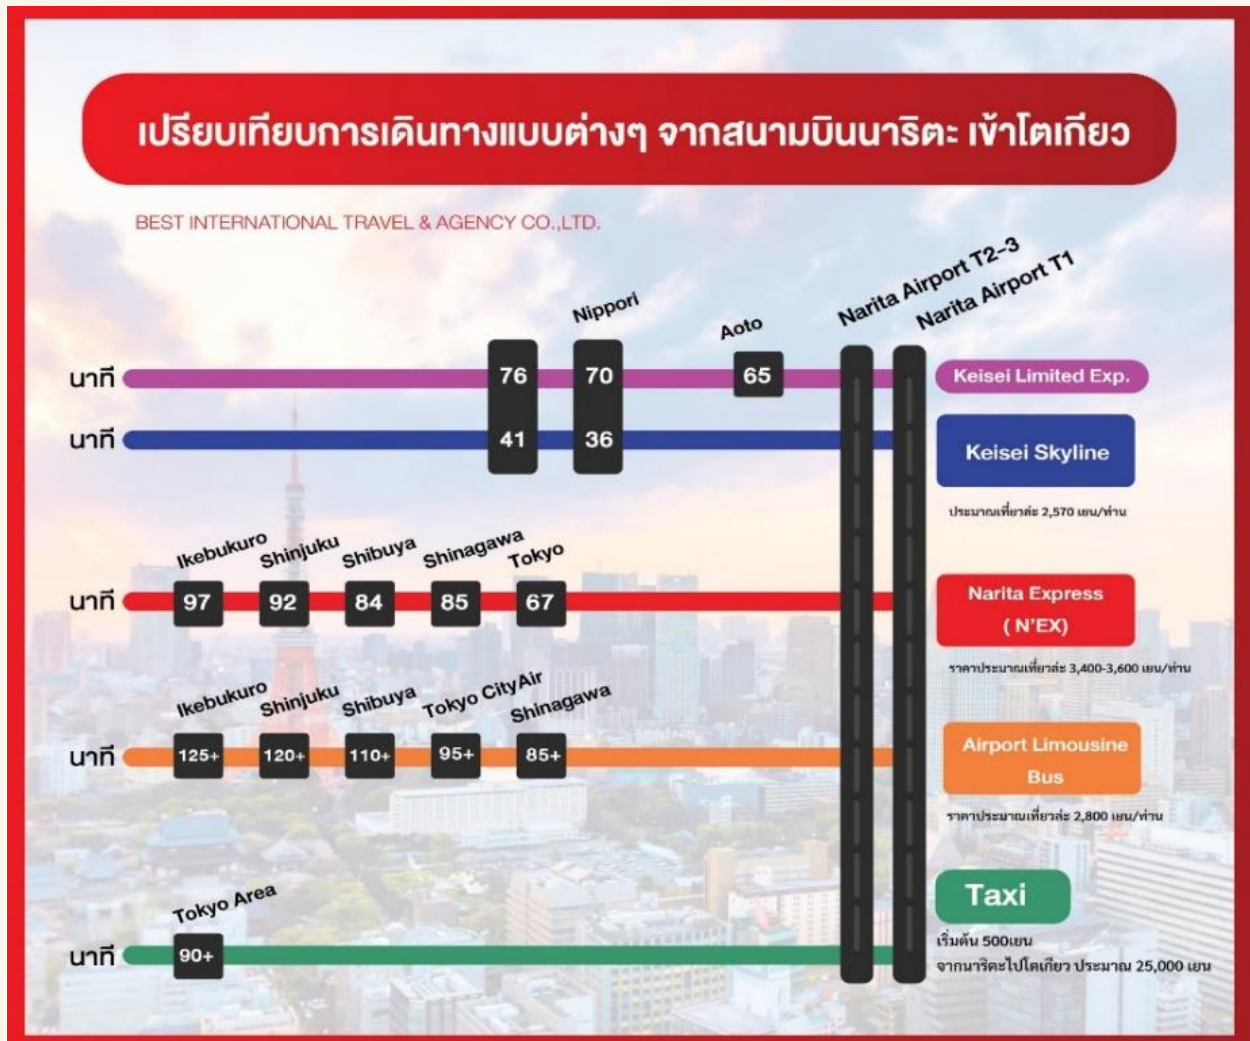 เปรียบเทียบการเดินทางแบบต่างๆ จากสนามบินนาริตะ เข้าโตเกียว
BEST INTERNATIONAL TRAVEL & AGENCY CO.,LTD.
Nippori
Aoto
Narita Airport T2-3
Narita Airport T1
นาที
76
70
65
Keisei Limited Exp.
นาที
41
36
Keisei Skyline
ประมาณเที่ยวล่ะ 2,570 เยน/ท่าน
Ikebukuro
Shinjuku
Shibuya
Shinagawa
Tokyo
นาที
97
92
84
85
67
Narita Express
( N'EX)
ราคาประมาณเที่ยวล่ะ 3,400-3,600 เยน/ท่าน
Ikebukuro
Shinjuku
Shibuya
Tokyo CityAir
Shinagawa
นาที
125+
120+
110+
95+
85+
Airport Limousine
Bus
ราคาประมาณเที่ยวล่ะ 2,800 เยน/ท่าน
Tokyo Area
นาที
90+
Taxi
เริ่มต้น 500เยน
จากนาริตะไปโตเกียว ประมาณ 25,000 เยน